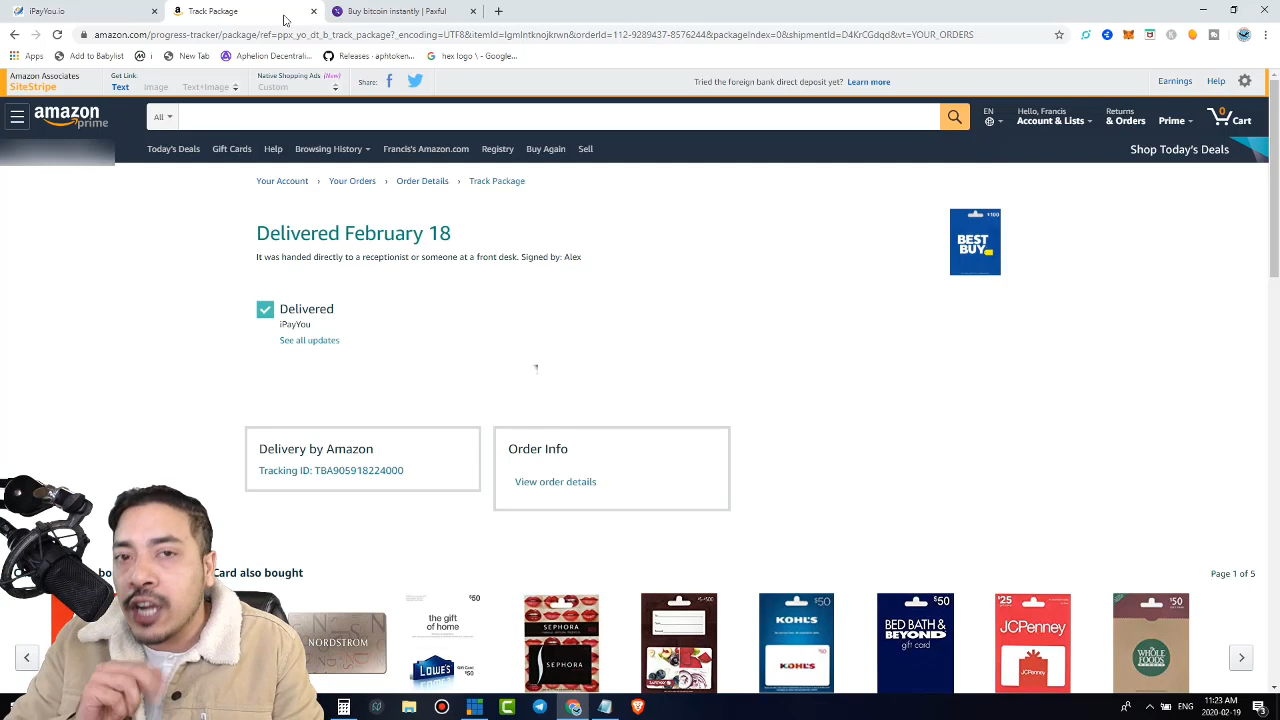 iPayYou.io
Track Package
Buy bitcoin instantly | Paxful
amazon.com/progress-tracker/package/ref=ppx_yo_dt_b_track_package?_encoding=UTF8&itemId=lgmlntknojkrwn&orderId=112-9289437-8576244&packageIndex=0&shipmentId=D4KrCGdqd&vt=YOUR_ORDERS
Apps
Add to Babelist
i
New Tab
Aphelion Delectual...
Releases · aphtoken...
hex logo \ - Google...
Amazon Associates
SiteStripe
Get Link:
Text
Image
Text+Image
Native Shopping Ads (New)
Custom
Share:
Tried the foreign bank direct deposit yet? Learn more
Earnings
Help
amazon
prime
All
EN
Hello, Francis
Account & Lists
Returns
& Orders
Prime
0
Cart
Today's Deals
Gift Cards
Help
Browsing History
Francis's Amazon.com
Registry
Buy Again
Sell
Shop Today's Deals
Your Account › Your Orders › Order Details › Track Package
Delivered February 18
It was handed directly to a receptionist or someone at a front desk. Signed by: Alex
$100
BEST
BUY
Delivered
iPayYou
See all updates
Delivery by Amazon
Tracking ID: TBA905918224000
Order Info
View order details
Card also bought
Page 1 of 5
NORDSTROM
$50
the gift
of home
LOWE'S
SEPHORA
SEPHORA
$50
KOHL'S
KOHL'S
$50
BED BATH &
BEYOND
gift card
$25
JCPenney
JCPenney
$50
WHOLE
FOODS
ENG
11:23 AM
2020-02-19